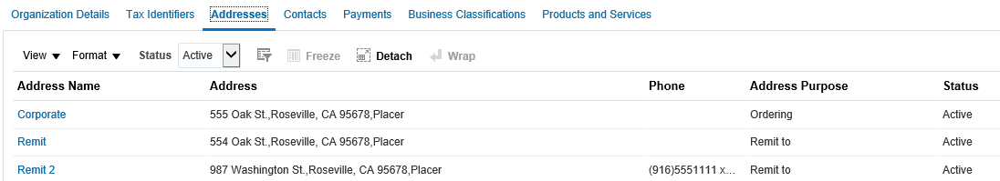 Organization Details Tax Identifiers Addresses Contacts Payments Business Classifications Products and Services
View Format Status Active Freeze Detach Wrap
Address Name Address Phone Address Purpose Status
Corporate 555 Oak St.,Roseville, CA 95678,Placer Ordering Active
Remit 554 Oak St.,Roseville, CA 95678,Placer Remit to Active
Remit 2 987 Washington St.,Roseville, CA 95678,Placer (916)5551111 x... Remit to Active